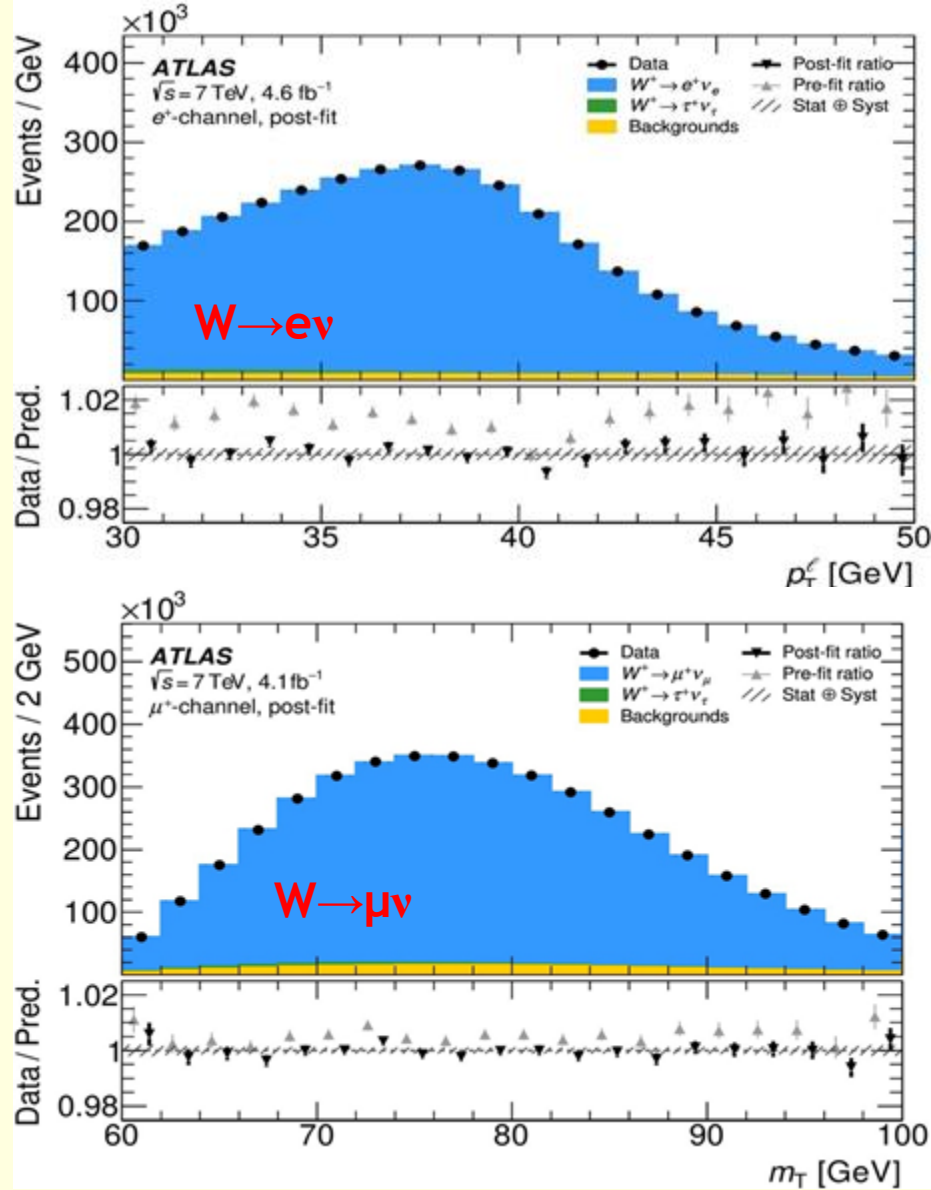 ×10³
Events / GeV
400
300
200
100
ATLAS
√s = 7 TeV, 4.6 fb⁻¹
e⁺-channel, post-fit
Data
W⁺→ e⁺νₑ
W⁺→ τ⁺ν_τ
Backgrounds
Post-fit ratio
Pre-fit ratio
Stat ⊕ Syst
W→eν
Data / Pred.
1.02
1
0.98
30 35 40 45 50
p_T^ℓ [GeV]
×10³
Events / 2 GeV
500
400
300
200
100
ATLAS
√s = 7 TeV, 4.1 fb⁻¹
μ⁺-channel, post-fit
Data
W⁺→ μ⁺ν_μ
W⁺→ τ⁺ν_τ
Backgrounds
Post-fit ratio
Pre-fit ratio
Stat ⊕ Syst
W→μν
Data / Pred.
1.02
1
0.98
60 70 80 90 100
m_T [GeV]